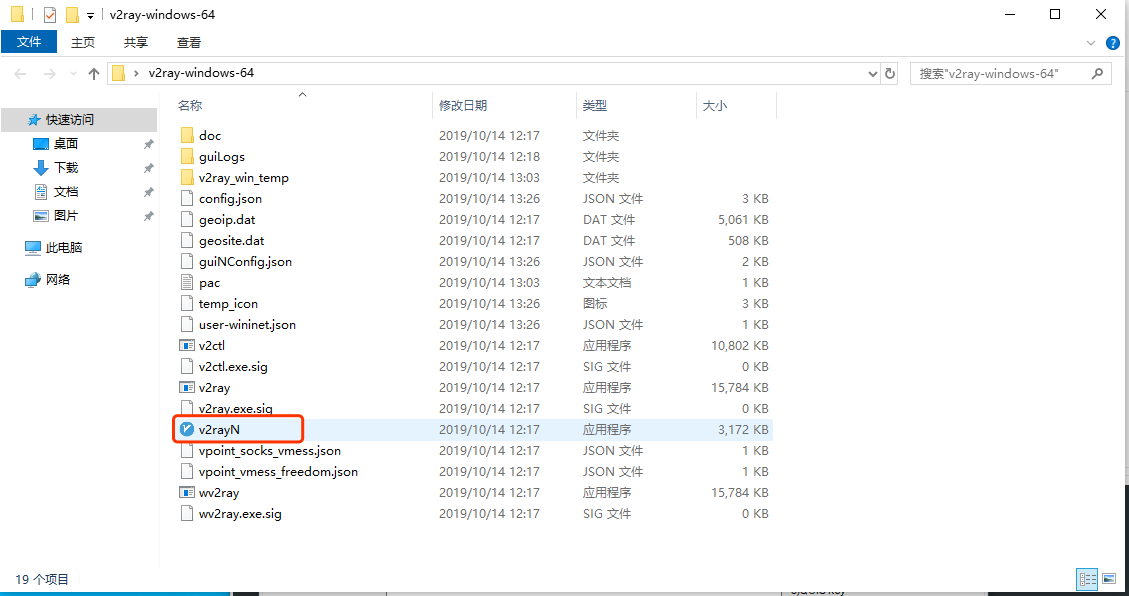 v2ray-windows-64
文件 主页 共享 查看
v2ray-windows-64 搜索"v2ray-windows-64"
名称 修改日期 类型 大小
快速访问
桌面
下载
文档
图片
此电脑
网络
doc 2019/10/14 12:17 文件夹
guiLogs 2019/10/14 12:18 文件夹
v2ray_win_temp 2019/10/14 13:03 文件夹
config.json 2019/10/14 13:26 JSON 文件 3 KB
geoip.dat 2019/10/14 12:17 DAT 文件 5,061 KB
geosite.dat 2019/10/14 12:17 DAT 文件 508 KB
guiNConfig.json 2019/10/14 13:26 JSON 文件 2 KB
pac 2019/10/14 13:03 文本文档 1 KB
temp_icon 2019/10/14 13:26 图标 3 KB
user-wininet.json 2019/10/14 13:26 JSON 文件 1 KB
v2ctl 2019/10/14 12:17 应用程序 10,802 KB
v2ctl.exe.sig 2019/10/14 12:17 SIG 文件 0 KB
v2ray 2019/10/14 12:17 应用程序 15,784 KB
v2ray.exe.sig 2019/10/14 12:17 SIG 文件 0 KB
v2rayN 2019/10/14 12:17 应用程序 3,172 KB
vpoint_socks_vmess.json 2019/10/14 12:17 JSON 文件 1 KB
vpoint_vmess_freedom.json 2019/10/14 12:17 JSON 文件 1 KB
wv2ray 2019/10/14 12:17 应用程序 15,784 KB
wv2ray.exe.sig 2019/10/14 12:17 SIG 文件 0 KB
19 个项目